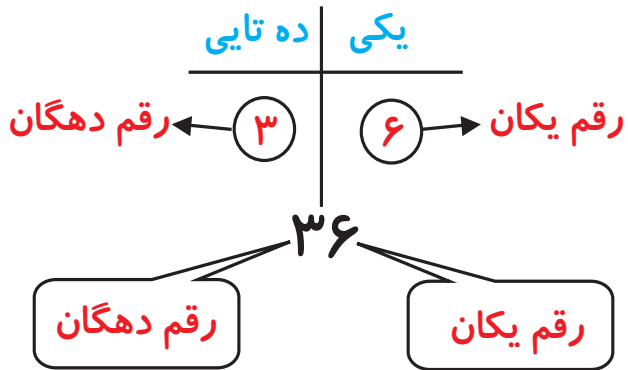 یکی ده تایی
رقم یکان ۶ ۳ رقم دهگان
۳۶
رقم یکان رقم دهگان